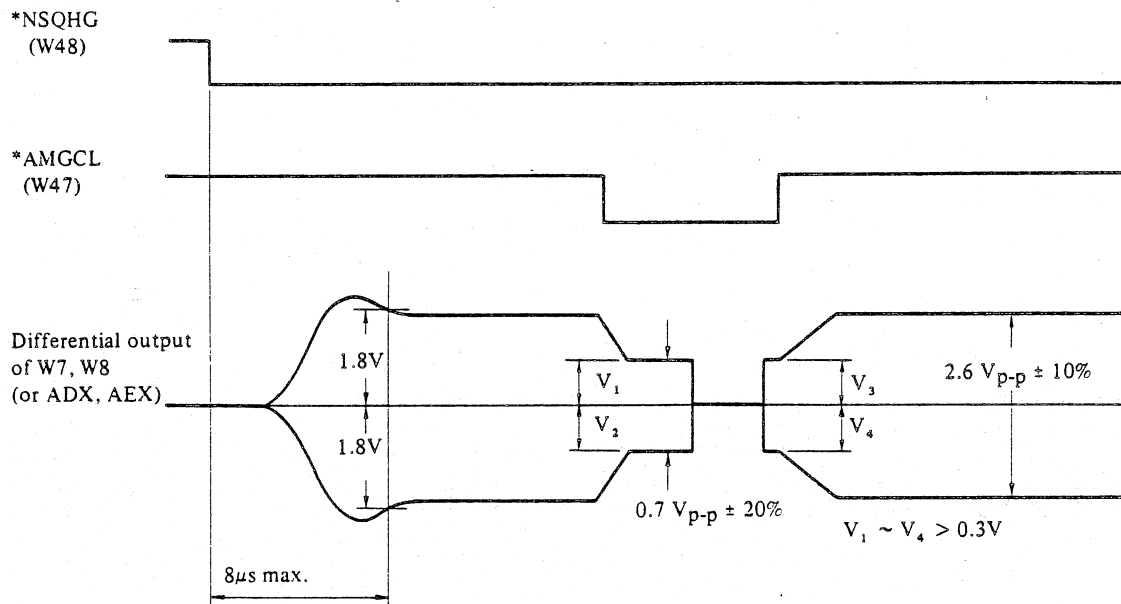 *NSQHG
(W48)
*AMGCL
(W47)
Differential output
of W7, W8
(or ADX, AEX)
1.8V
1.8V
V₁
V₂
V₃
V₄
2.6 Vp-p ± 10%
0.7 Vp-p ± 20%
V₁ ~ V₄ > 0.3V
8μs max.